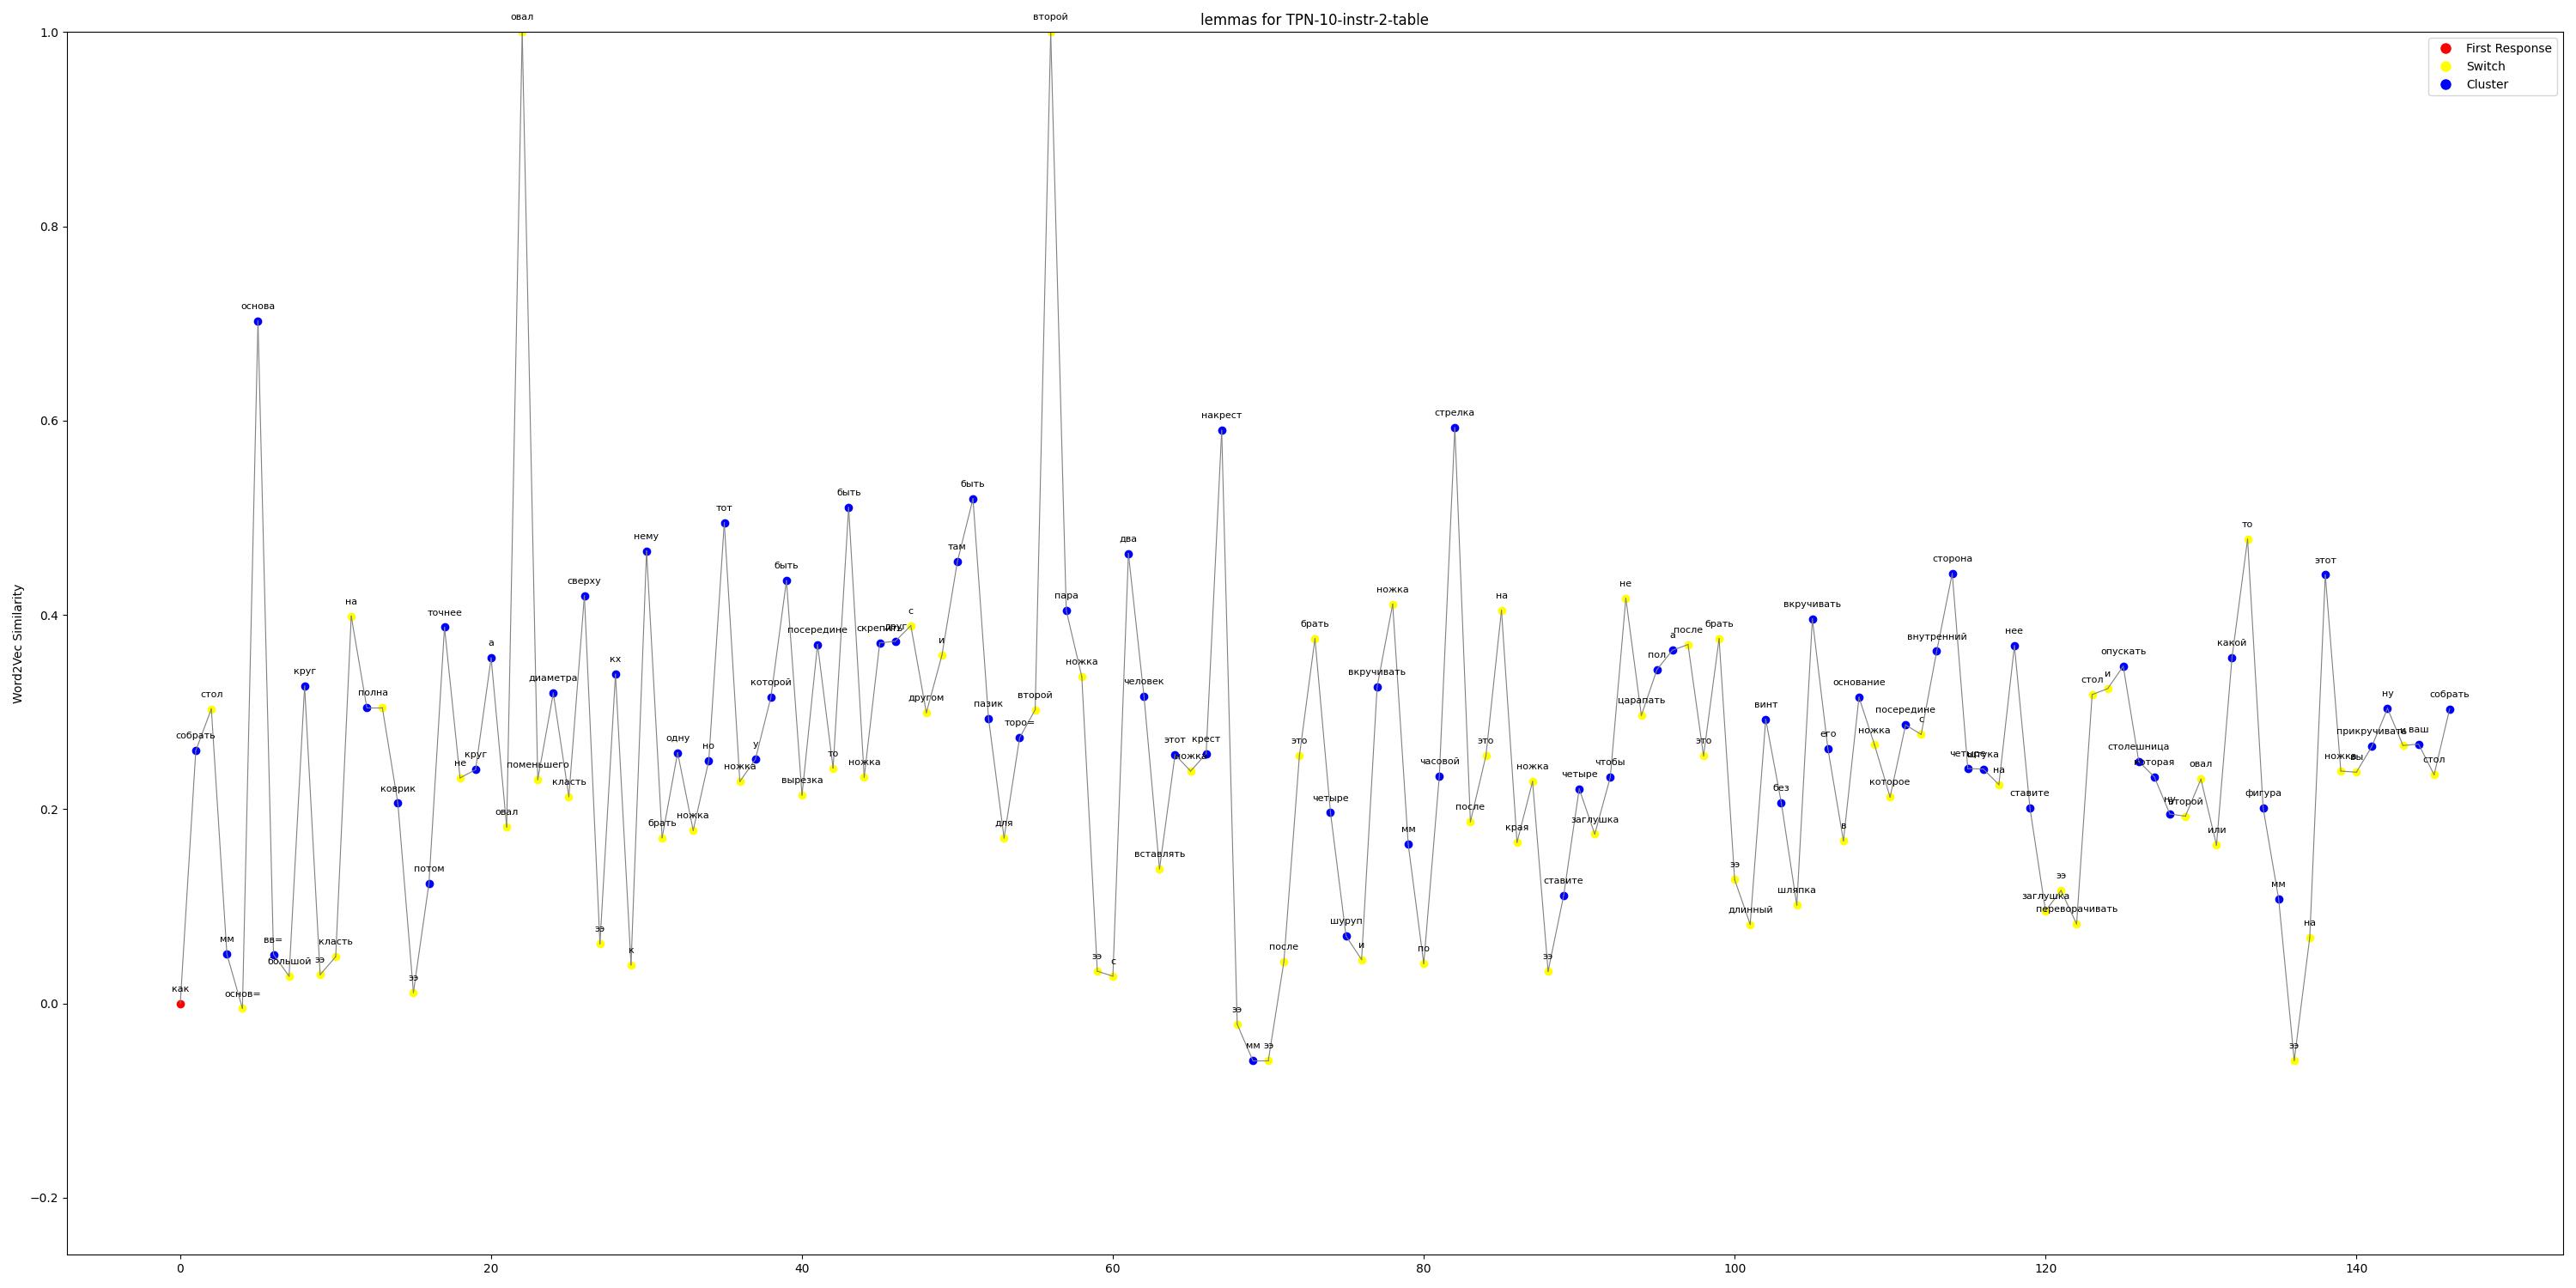 lemmas for TPN-10-instr-2-table
First Response
Switch
Cluster
Word2Vec Similarity
1.0
0.8
0.6
0.4
0.2
0.0
−0.2
0
20
40
60
80
100
120
140
как
собрать
стол
мм
основ=
основа
вв=
большой
круг
ээ
класть
на
полна
коврик
ээ
потом
точнее
не
круг
а
овал
овал
поменьшего
диаметра
класть
сверху
ээ
кх
к
нему
брать
одну
ножка
но
тот
ножка
у
которой
быть
вырезка
посередине
то
быть
ножка
скрепить
друг
с
другом
и
там
быть
пазик
для
торо=
второй
второй
пара
ножка
ээ
с
два
человек
вставлять
этот
ножка
крест
накрест
ээ
мм
ээ
после
это
брать
четыре
шуруп
и
вкручивать
ножка
мм
по
часовой
стрелка
после
это
на
края
ножка
ээ
ставите
четыре
заглушка
чтобы
не
царапать
пол
а
после
это
брать
ээ
длинный
винт
без
шляпка
вкручивать
его
в
основание
ножка
которое
посередине
с
внутренний
сторона
четыре
штука
на
нее
ставите
заглушка
ээ
переворачивать
стол
и
опускать
столешница
которая
ну
второй
овал
или
какой
то
фигура
мм
ээ
на
этот
ножка
вы
прикручивать
ну
и
ваш
стол
собрать